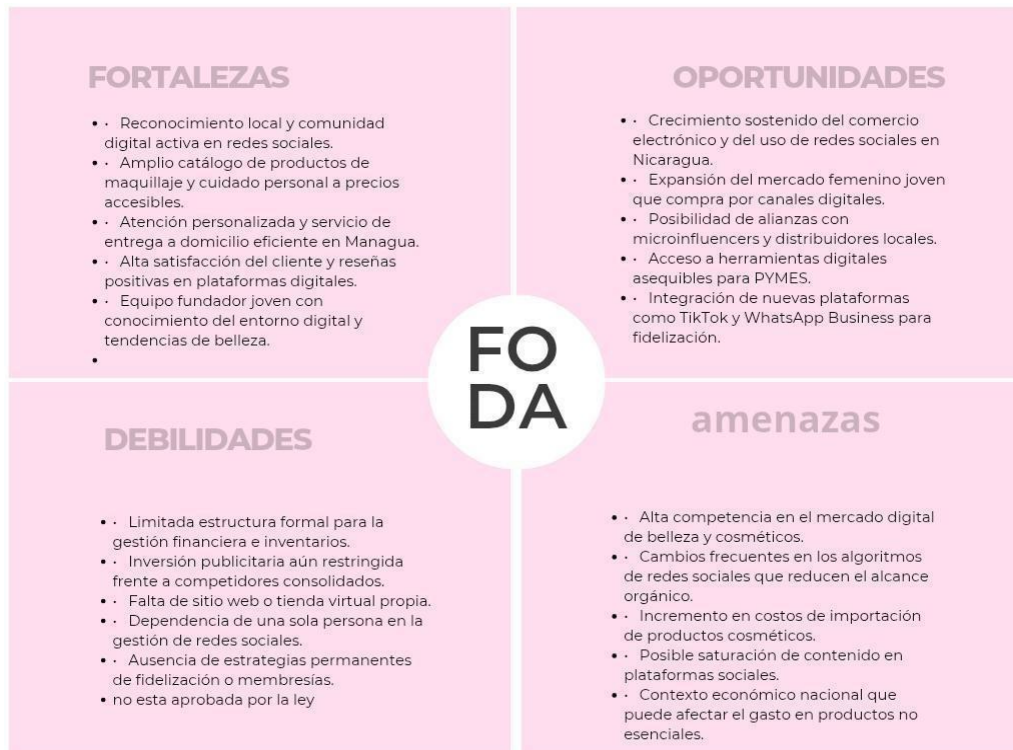 FORTALEZAS
• · Reconocimiento local y comunidad
digital activa en redes sociales.
• · Amplio catálogo de productos de
maquillaje y cuidado personal a precios
accesibles.
• · Atención personalizada y servicio de
entrega a domicilio eficiente en Managua.
• · Alta satisfacción del cliente y reseñas
positivas en plataformas digitales.
• · Equipo fundador joven con
conocimiento del entorno digital y
tendencias de belleza.
•
OPORTUNIDADES
• · Crecimiento sostenido del comercio
electrónico y del uso de redes sociales en
Nicaragua.
• · Expansión del mercado femenino joven
que compra por canales digitales.
• · Posibilidad de alianzas con
microinfluencers y distribuidores locales.
• · Acceso a herramientas digitales
asequibles para PYMES.
• · Integración de nuevas plataformas
como TikTok y WhatsApp Business para
fidelización.
FO
DA
DEBILIDADES
• · Limitada estructura formal para la
gestión financiera e inventarios.
• · Inversión publicitaria aún restringida
frente a competidores consolidados.
• · Falta de sitio web o tienda virtual propia.
• · Dependencia de una sola persona en la
gestión de redes sociales.
• · Ausencia de estrategias permanentes
de fidelización o membresías.
• no esta aprobada por la ley
amenazas
• · Alta competencia en el mercado digital
de belleza y cosméticos.
• · Cambios frecuentes en los algoritmos
de redes sociales que reducen el alcance
orgánico.
• · Incremento en costos de importación
de productos cosméticos.
• · Posible saturación de contenido en
plataformas sociales.
• · Contexto económico nacional que
puede afectar el gasto en productos no
esenciales.